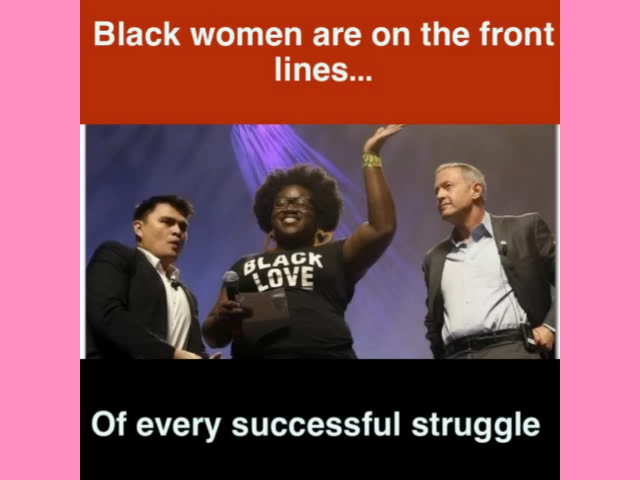 Black women are on the front
lines...
BLACK
LOVE
Of every successful struggle